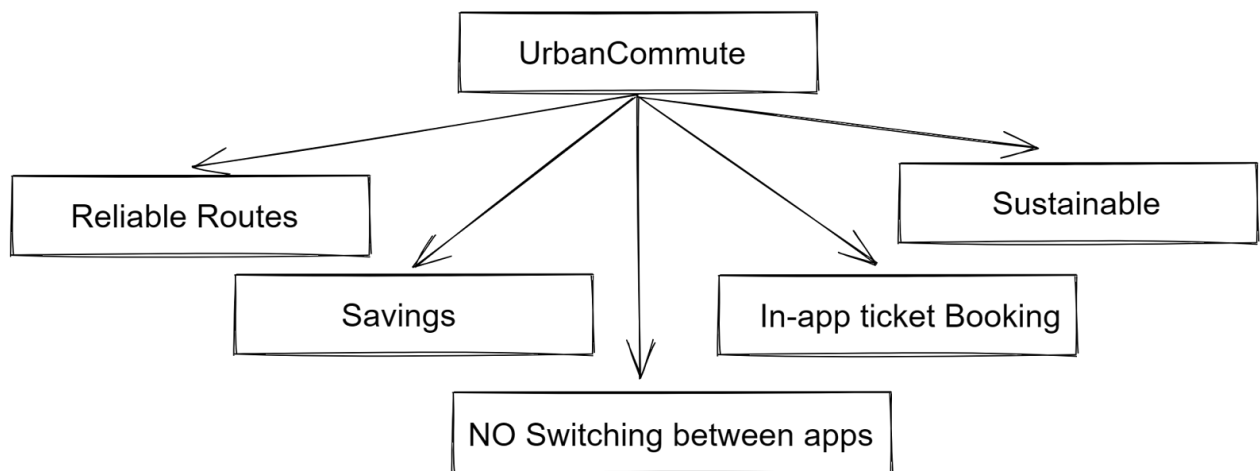 UrbanCommute
Reliable Routes
Sustainable
Savings
In-app ticket Booking
NO Switching between apps